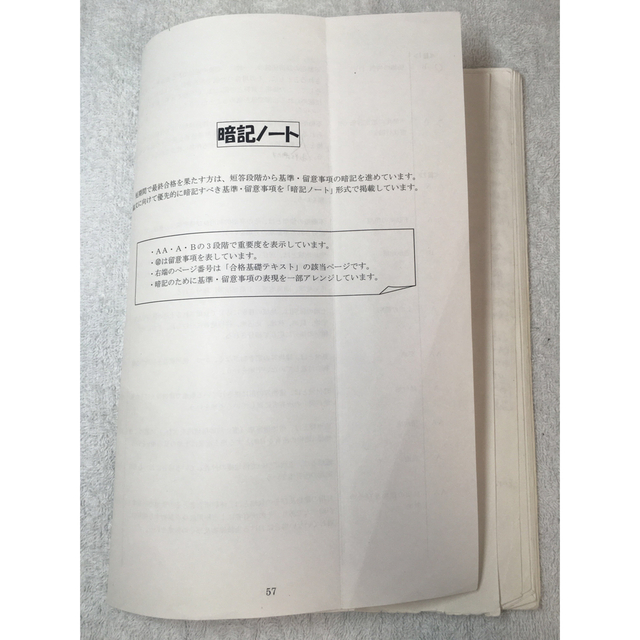 暗記ノート
期間で最終合格を果たす方は、短答段階から基準・留意事項の暗記を進めています。
に向けて優先的に暗記すべき基準・留意事項を「暗記ノート」形式で掲載しています。
・AA・A・Bの3段階で重要度を表示しています。
・㊟は留意事項を表しています。
・右端のページ番号は「合格基礎テキスト」の該当ページです。
・暗記のために基準・留意事項の表現を一部アレンジしています。
57